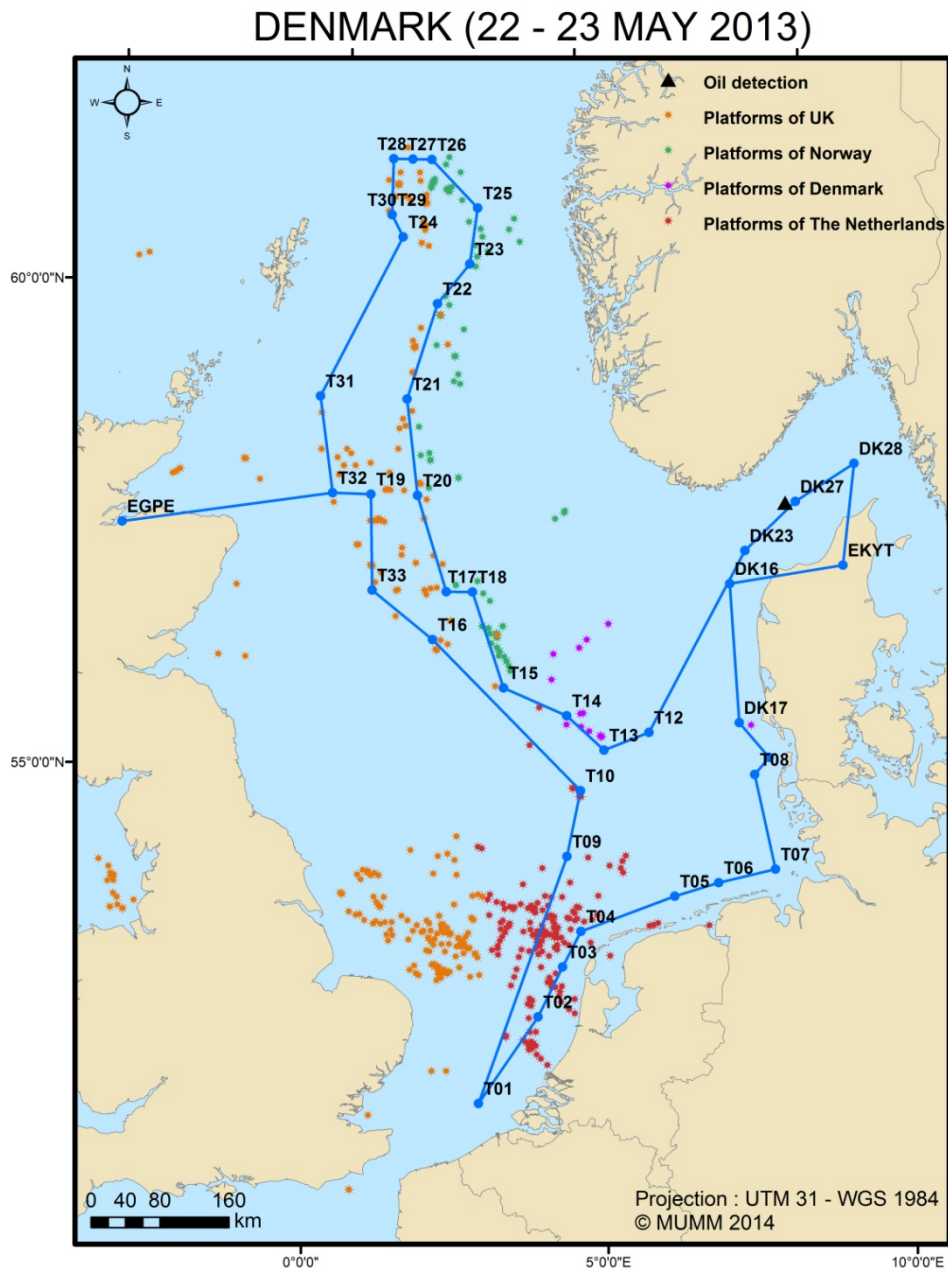 DENMARK (22 - 23 MAY 2013)
N
W E
S
Oil detection
Platforms of UK
Platforms of Norway
Platforms of Denmark
Platforms of The Netherlands
T28 T27 T26
T25
T30 T29
T24
T23
60°0'0"N
T22
T31
T21
DK28
T32
T19
T20
DK27
EGPE
DK23
EKYT
DK16
T33
T17 T18
T16
T15
T14
DK17
T12
T13
55°0'0"N
T08
T10
T09
T07
T06
T05
T04
T03
T02
T01
0 40 80 160
km
Projection : UTM 31 - WGS 1984
© MUMM 2014
0°0'0"
5°0'0"E
10°0'0"E